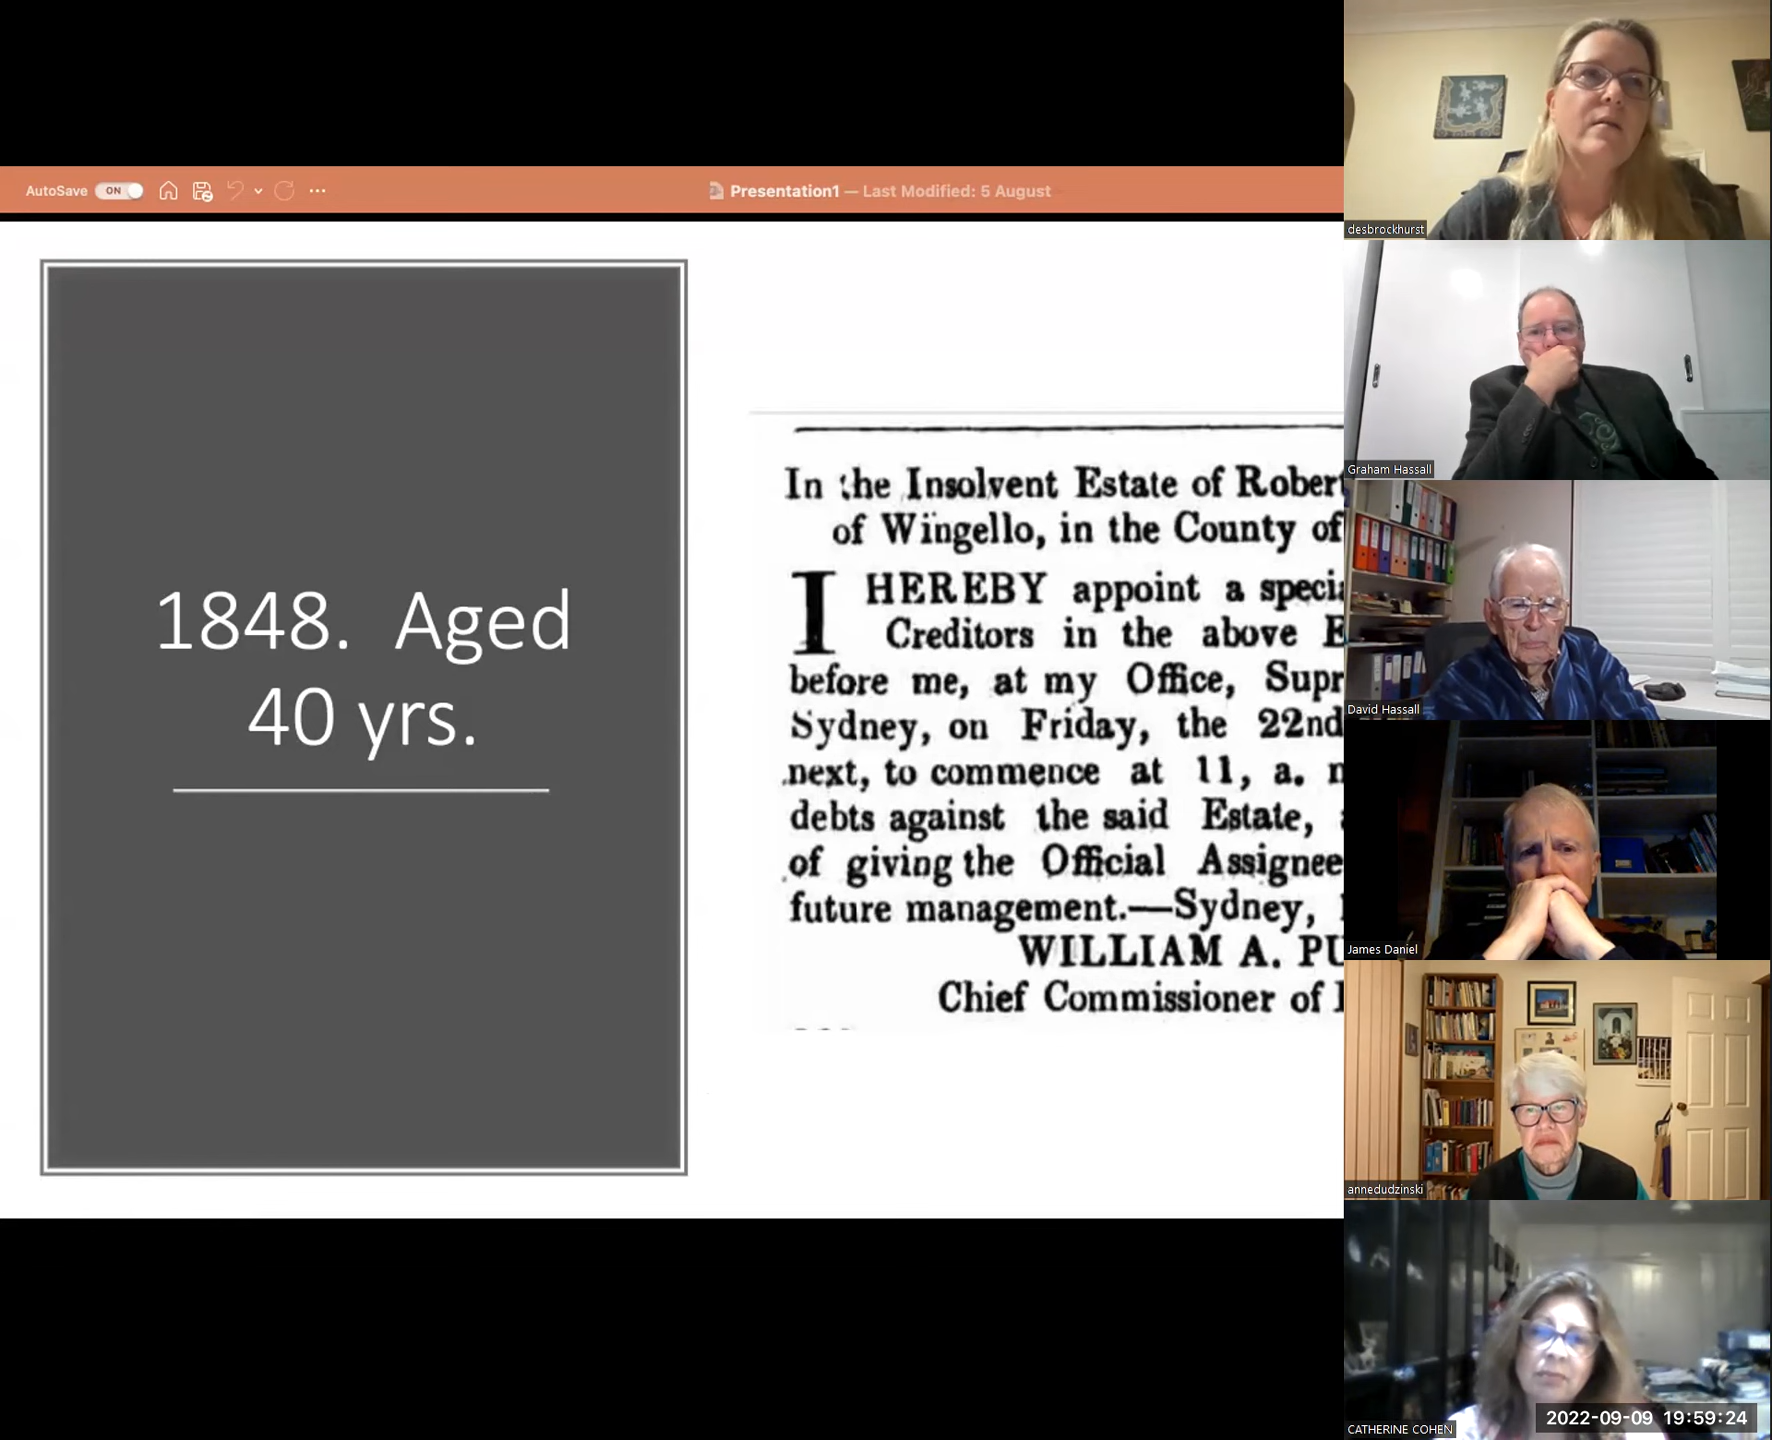 AutoSave ON
Presentation1 — Last Modified: 5 August
1848. Aged
40 yrs.
In the Insolvent Estate of Robert
of Wingello, in the County of
I HEREBY appoint a
Creditors in the above
before me, at my Office,
Sydney, on Friday, the 22nd
next, to commence at 11, a.
debts against the said Estate,
of giving the Official Assignee
future management.—Sydney,
WILLIAM A.
Chief Commissioner of
desbrockhurst
Graham Hassall
David Hassall
James Daniel
annedudzinski
CATHERINE COHEN
2022-09-09 19:59:24